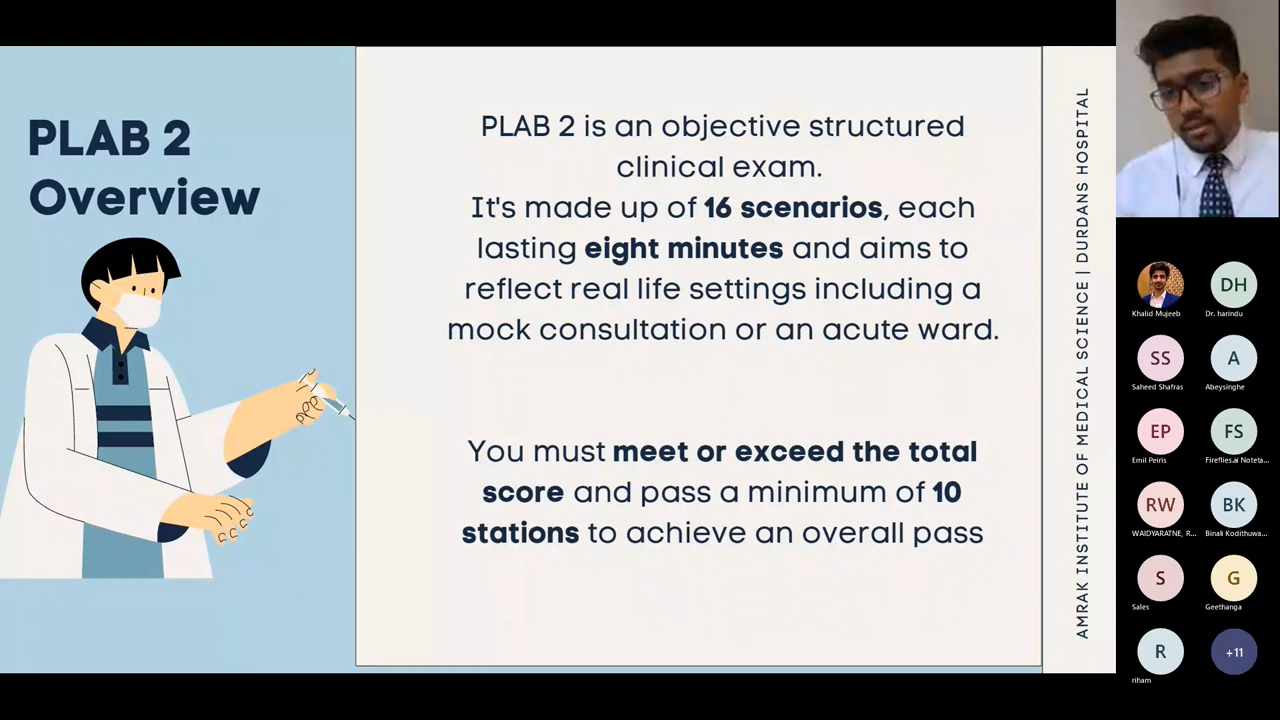 PLAB 2
Overview
PLAB 2 is an objective structured
clinical exam.
It's made up of 16 scenarios, each
lasting eight minutes and aims to
reflect real life settings including a
mock consultation or an acute ward.
You must meet or exceed the total
score and pass a minimum of 10
stations to achieve an overall pass
AMRAK INSTITUTE OF MEDICAL SCIENCE | DURDANS HOSPITAL
Khalid Mujeeb
DH
Dr. harindu
SS
Saheed Shafras
A
Abeysinghe
EP
Emil Peiris
FS
Fireflies.ai Noteta...
RW
WAIDYARATNE, R...
BK
Binali Kodithuwa...
S
Sales
G
Geethanga
R
riham
+11